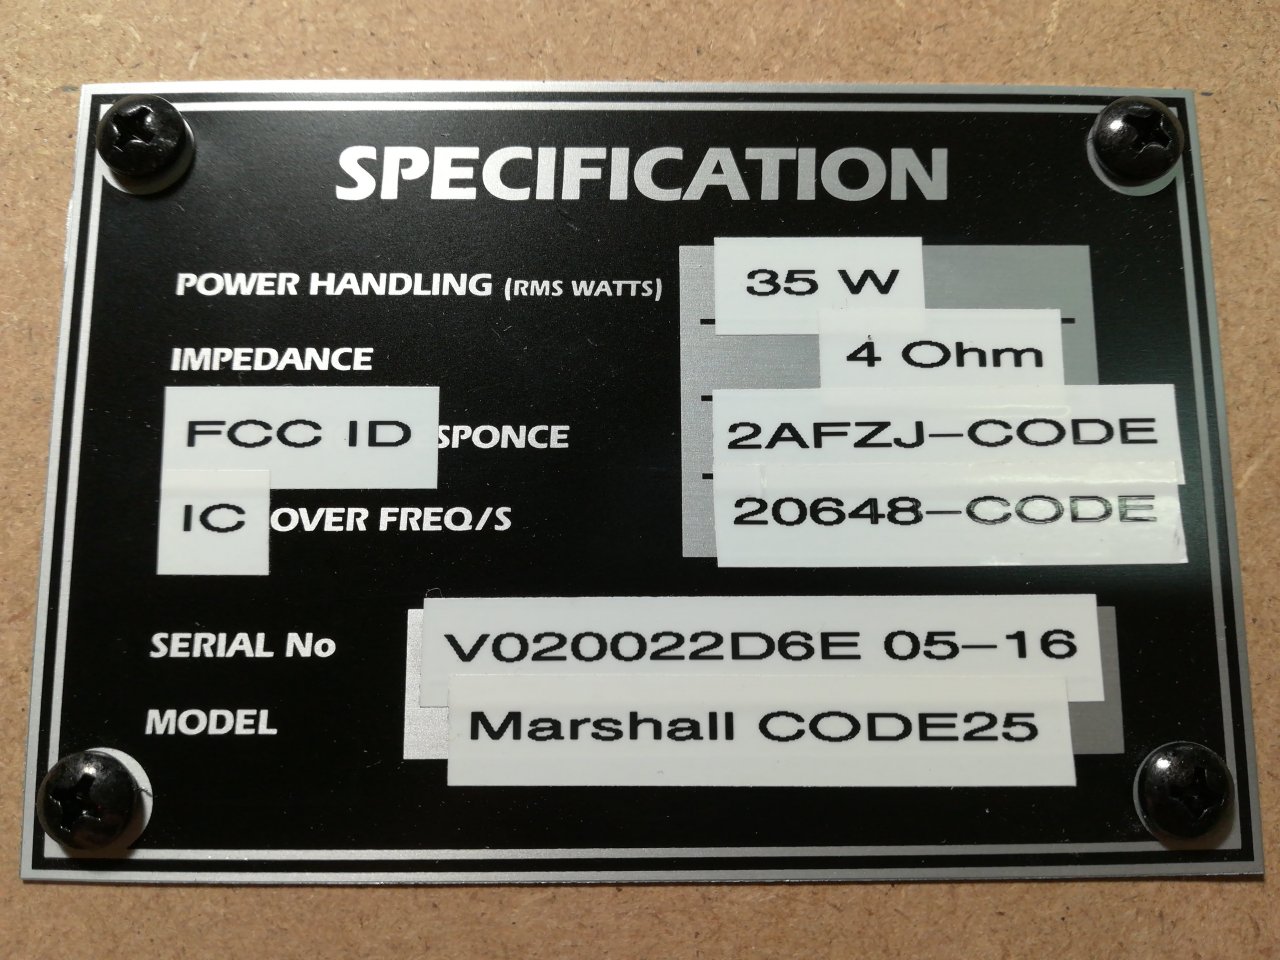 SPECIFICATION
POWER HANDLING (RMS WATTS) 35 W
IMPEDANCE 4 Ohm
FCC ID SPONCE 2AFZJ-CODE
IC OVER FREQ/S 20648-CODE
SERIAL No V020022D6E 05-16
MODEL Marshall CODE25